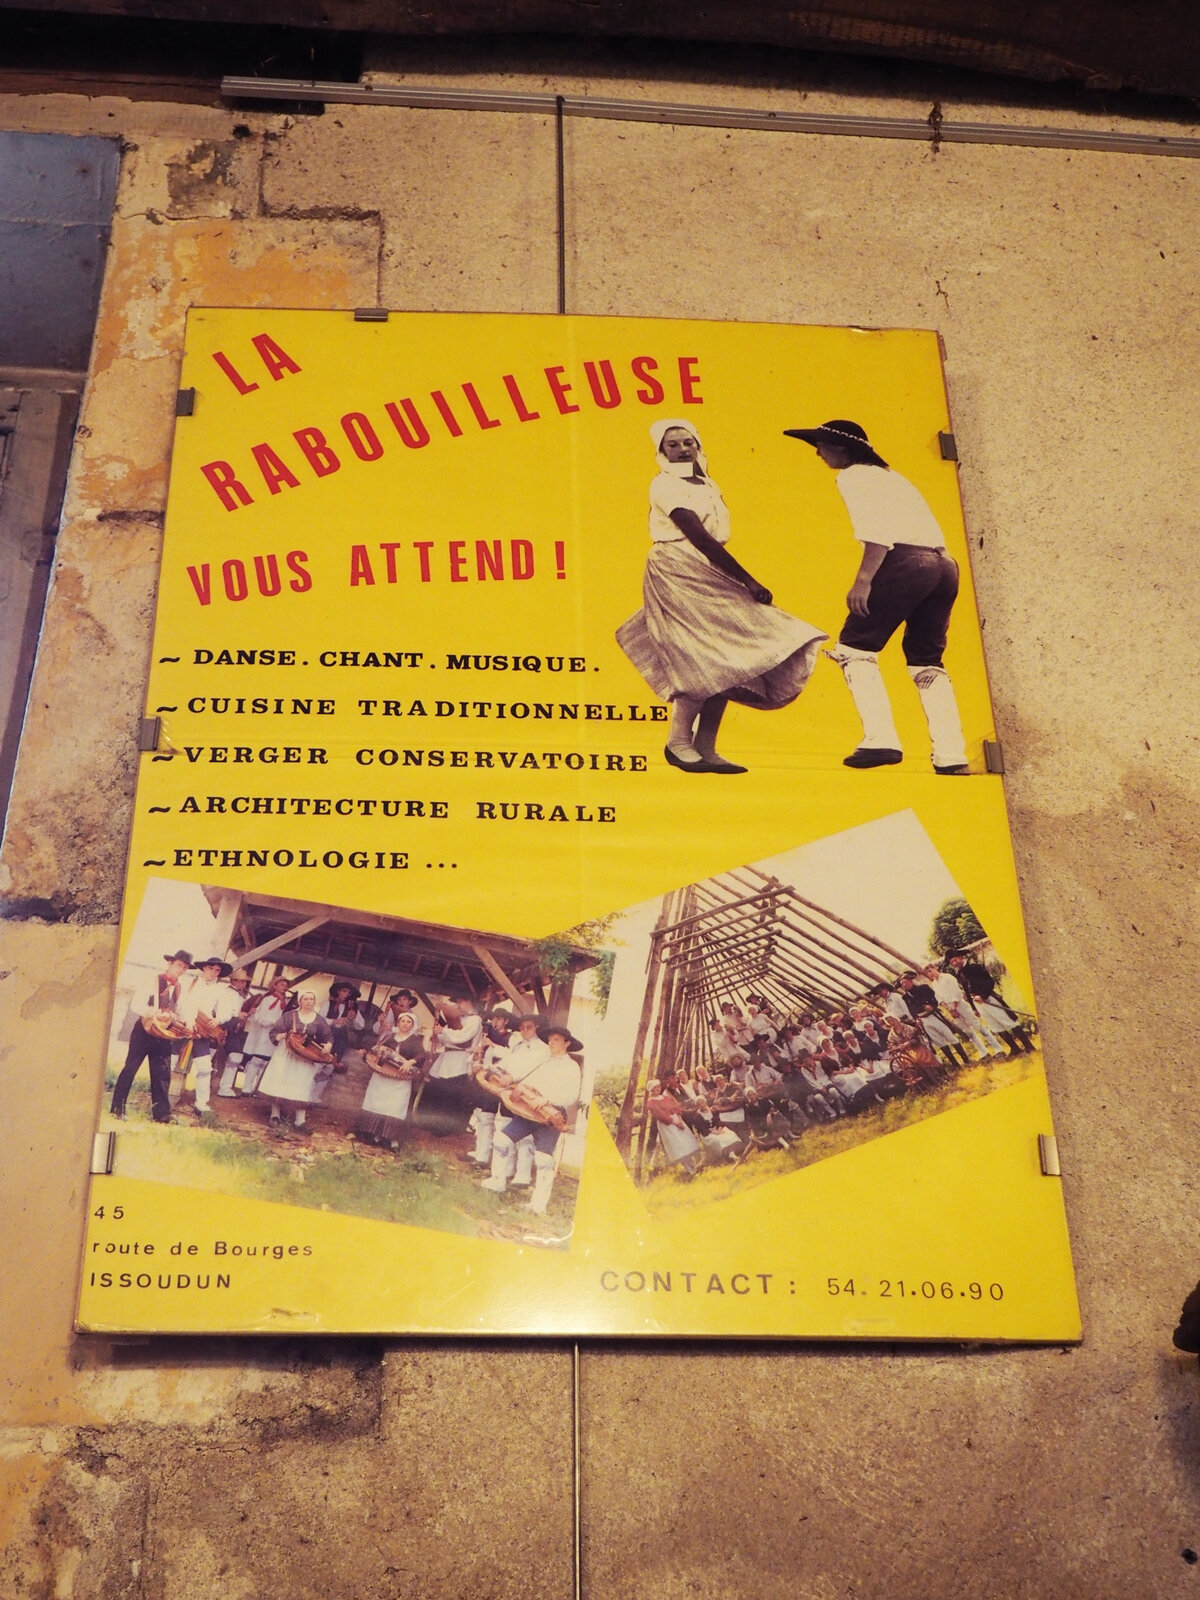 LA
RABOUILLEUSE
VOUS ATTEND !
~ DANSE . CHANT . MUSIQUE .
~ CUISINE TRADITIONNELLE
~ VERGER CONSERVATOIRE
~ ARCHITECTURE RURALE
~ ETHNOLOGIE ...
45
route de Bourges
ISSOUDUN
CONTACT : 54. 21.06.90